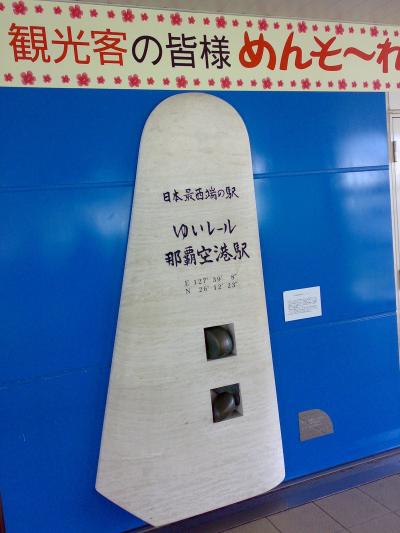 観光客の皆様 めんそ～れ
日本最西端の駅
ゆいレール
那覇空港駅
E 127° 39′ 8″
N 26° 12′ 23″